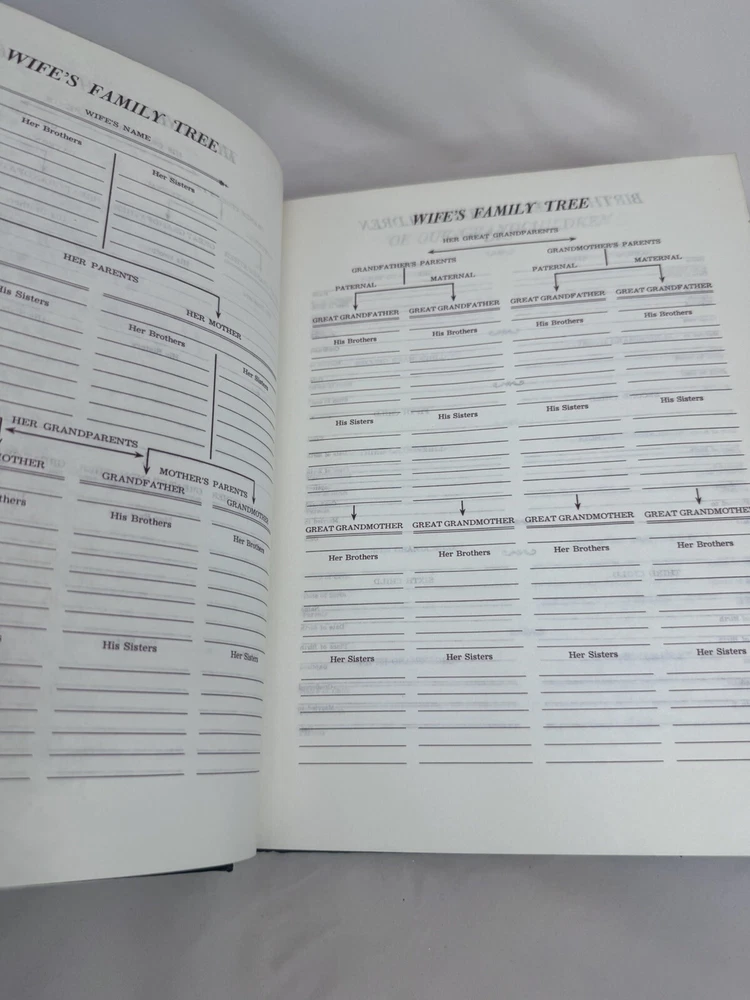 WIFE'S FAMILY TREE
WIFE'S NAME
Her Brothers
Her Sisters
HER PARENTS
HER MOTHER
His Sisters
Her Brothers
Her Sisters
HER GRANDPARENTS
MOTHER'S PARENTS
GRANDFATHER
GRANDMOTHER
His Brothers
Her Brothers
His Sisters
Her Sisters
WIFE'S FAMILY TREE
HER GREAT GRANDPARENTS
GRANDFATHER'S PARENTS GRANDMOTHER'S PARENTS
PATERNAL MATERNAL PATERNAL MATERNAL
GREAT GRANDFATHER GREAT GRANDFATHER GREAT GRANDFATHER GREAT GRANDFATHER
His Brothers His Brothers His Brothers His Brothers
His Sisters His Sisters His Sisters His Sisters
GREAT GRANDMOTHER GREAT GRANDMOTHER GREAT GRANDMOTHER GREAT GRANDMOTHER
Her Brothers Her Brothers Her Brothers Her Brothers
Her Sisters Her Sisters Her Sisters Her Sisters